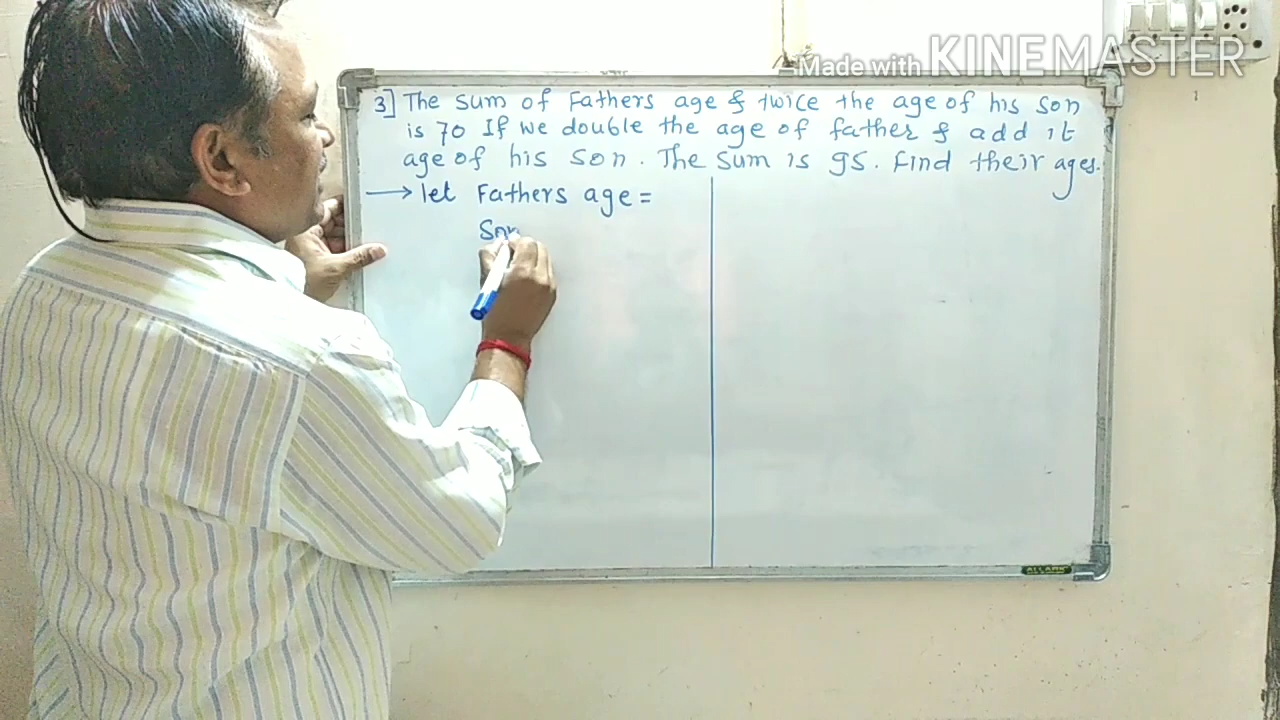 Made with KINEMASTER
3] The sum of Fathers age & twice the age of his son
is 70 If we double the age of father & add it
age of his son. The sum is 95. Find their ages.
→ let Fathers age =
Son
ALLARK